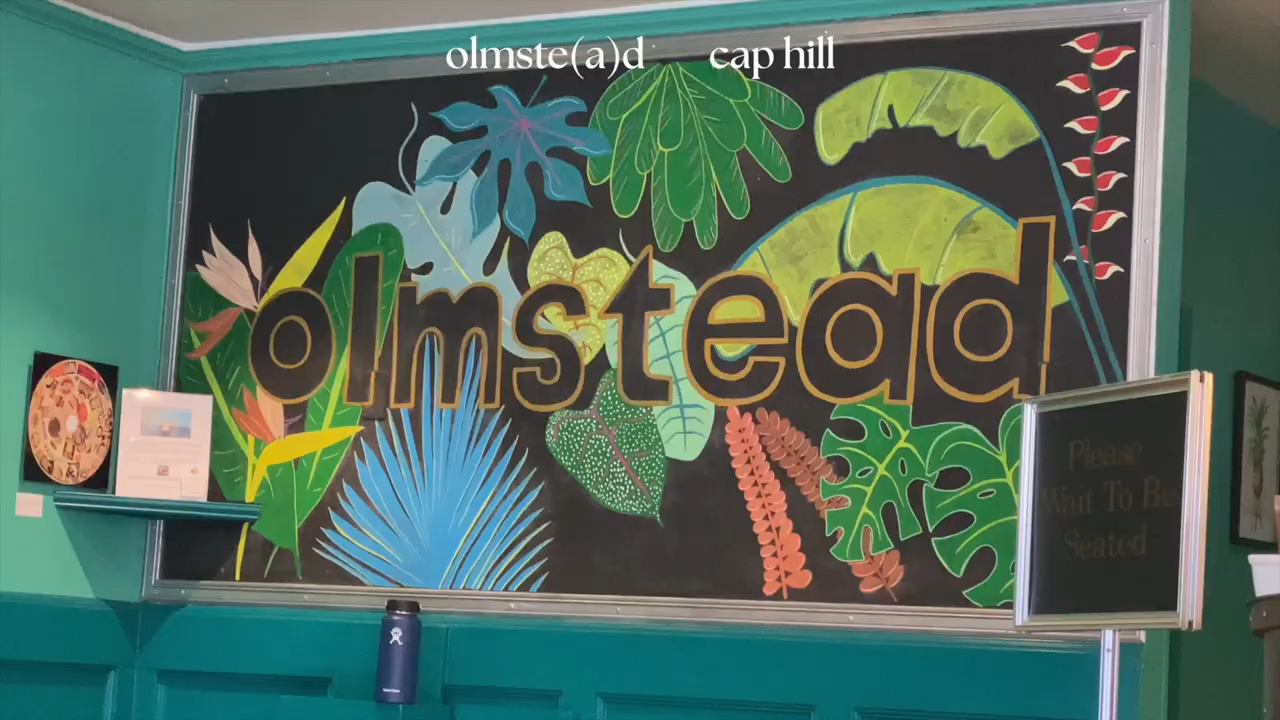 olmste(a)d cap hill
olmstead
Please
Wait To Be
Seated